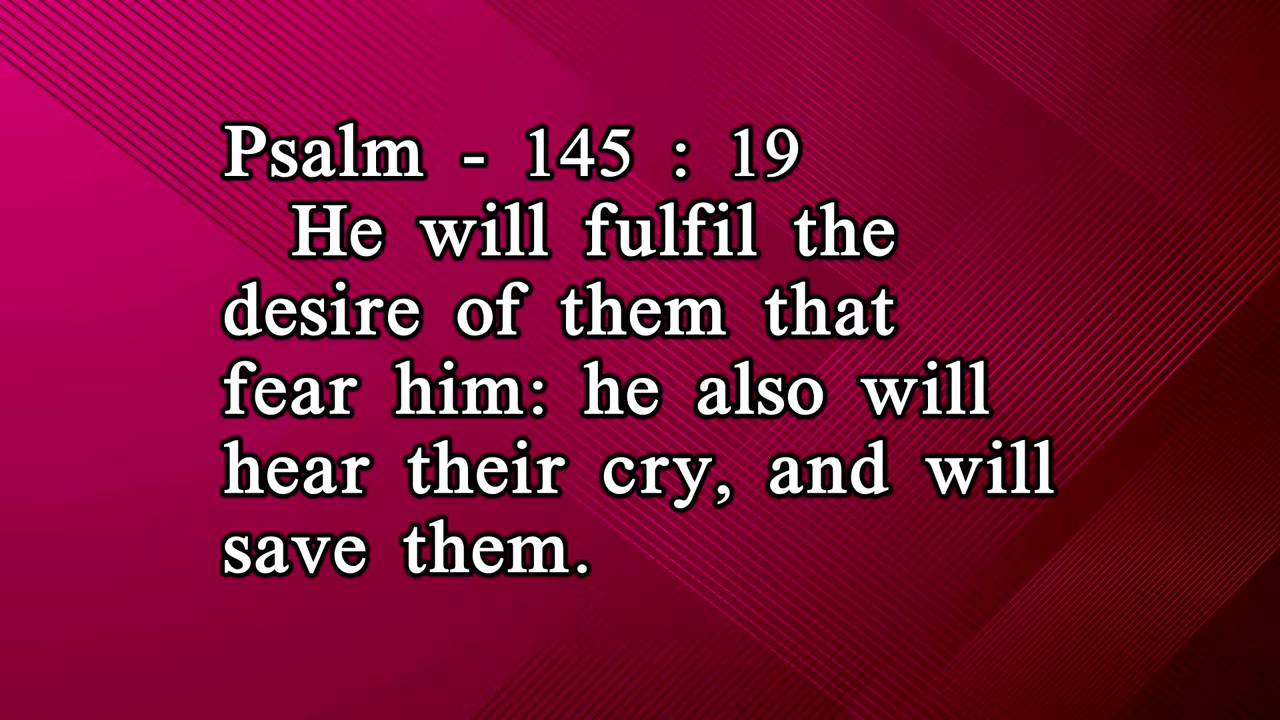 Psalm - 145 : 19
He will fulfil the
desire of them that
fear him: he also will
hear their cry, and will
save them.